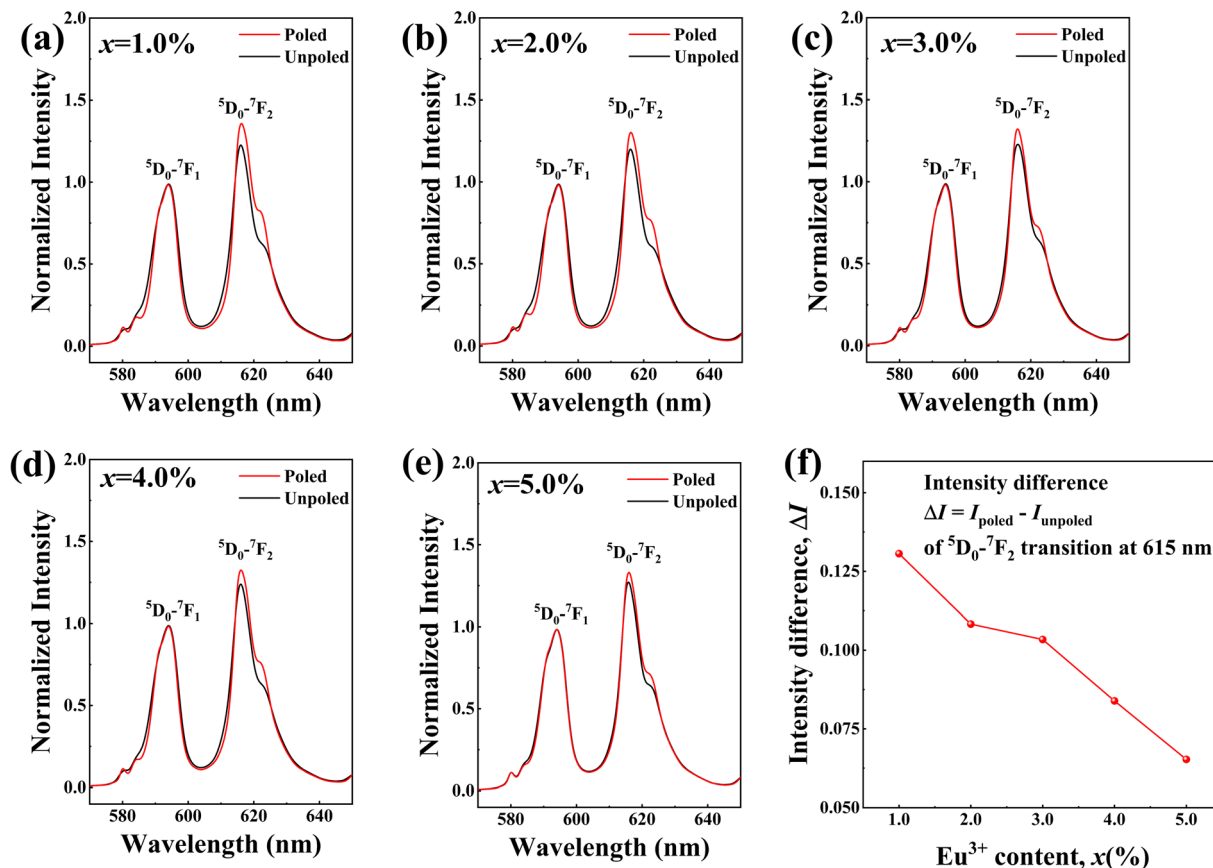 (a)
x=1.0%
Poled
Unpoled
⁵D₀-⁷F₁
⁵D₀-⁷F₂
2.0
1.5
1.0
0.5
0.0
580
600
620
640
Normalized Intensity
Wavelength (nm)
(b)
x=2.0%
Poled
Unpoled
⁵D₀-⁷F₁
⁵D₀-⁷F₂
2.0
1.5
1.0
0.5
0.0
580
600
620
640
Normalized Intensity
Wavelength (nm)
(c)
x=3.0%
Poled
Unpoled
⁵D₀-⁷F₁
⁵D₀-⁷F₂
2.0
1.5
1.0
0.5
0.0
580
600
620
640
Normalized Intensity
Wavelength (nm)
(d)
x=4.0%
Poled
Unpoled
⁵D₀-⁷F₁
⁵D₀-⁷F₂
2.0
1.5
1.0
0.5
0.0
580
600
620
640
Normalized Intensity
Wavelength (nm)
(e)
x=5.0%
Poled
Unpoled
⁵D₀-⁷F₁
⁵D₀-⁷F₂
2.0
1.5
1.0
0.5
0.0
580
600
620
640
Normalized Intensity
Wavelength (nm)
(f)
Intensity difference
ΔI = I_poled - I_unpoled
of ⁵D₀-⁷F₂ transition at 615 nm
0.150
0.125
0.100
0.075
0.050
1.0
2.0
3.0
4.0
5.0
Intensity difference, ΔI
Eu³⁺ content, x(%)